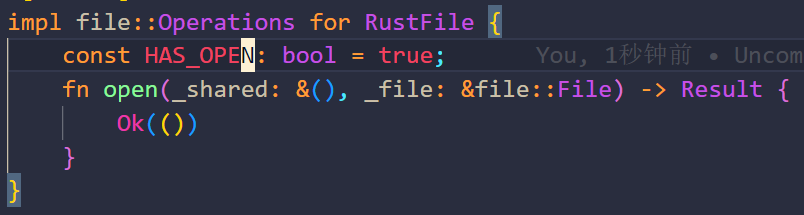 impl file::Operations for RustFile {
    const HAS_OPEN: bool = true;     You, 1秒钟前 • Uncom
    fn open(_shared: &(), _file: &file::File) -> Result {
        Ok(())
    }
}